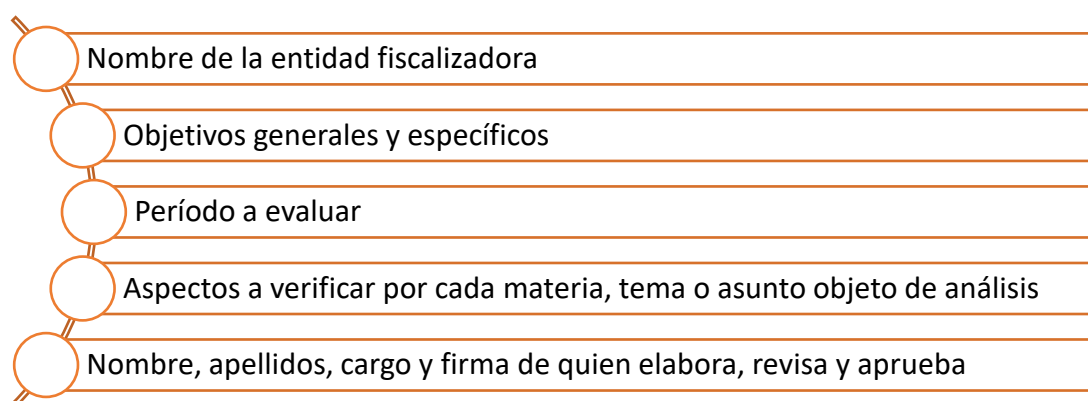 Nombre de la entidad fiscalizadora
Objetivos generales y específicos
Período a evaluar
Aspectos a verificar por cada materia, tema o asunto objeto de análisis
Nombre, apellidos, cargo y firma de quien elabora, revisa y aprueba